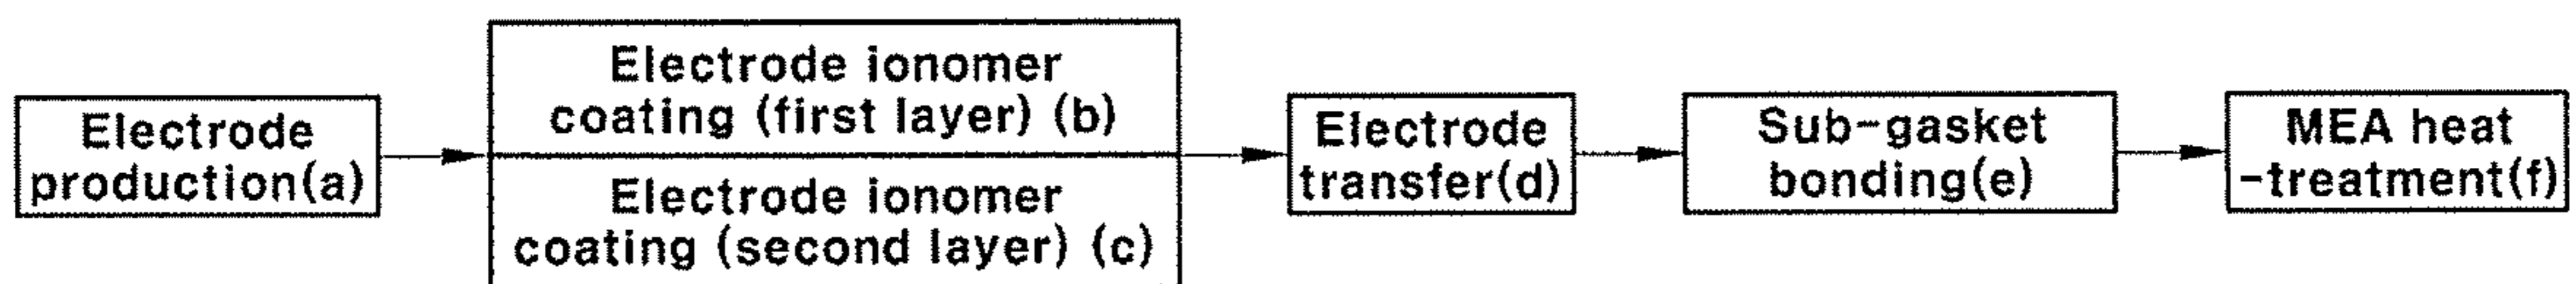 Electrode
production(a)
Electrode ionomer
coating (first layer) (b)
Electrode ionomer
coating (second layer) (c)
Electrode
transfer(d)
Sub-gasket
bonding(e)
MEA heat
-treatment(f)